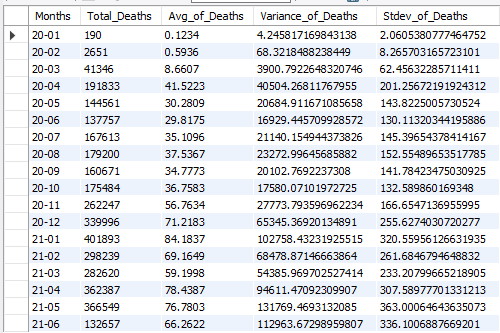 Months Total_Deaths Avg_of_Deaths Variance_of_Deaths Stdev_of_Deaths
20-01 190 0.1234 4.245817169843138 2.0605380777464752
20-02 2651 0.5936 68.3218488238449 8.265703165723101
20-03 41346 8.6607 3900.7922648320746 62.45632285711411
20-04 191833 41.5223 40504.26811767955 201.25672191924312
20-05 144561 30.2809 20684.911671085658 143.8225005730524
20-06 137757 29.8175 16929.445709928572 130.11320344195886
20-07 167613 35.1096 21140.154944373826 145.39654378414167
20-08 179200 37.5367 23272.99645685882 152.55489653517785
20-09 160671 34.7773 20102.7692237308 141.78423475030925
20-10 175484 36.7583 17580.07101972725 132.589860169348
20-11 262247 56.7634 27773.793596962234 166.6547136955995
20-12 339996 71.2183 65345.36920134891 255.6274030720277
21-01 401893 84.1837 102758.43231925515 320.55956126631935
21-02 298239 69.1649 68478.87146663864 261.6846794648832
21-03 282620 59.1998 54385.969702527414 233.20799665218905
21-04 362387 78.4383 94611.47092309907 307.58977701331213
21-05 366549 76.7803 131769.4693132085 363.00064643635073
21-06 132657 66.2622 112963.67298959807 336.1006887669201